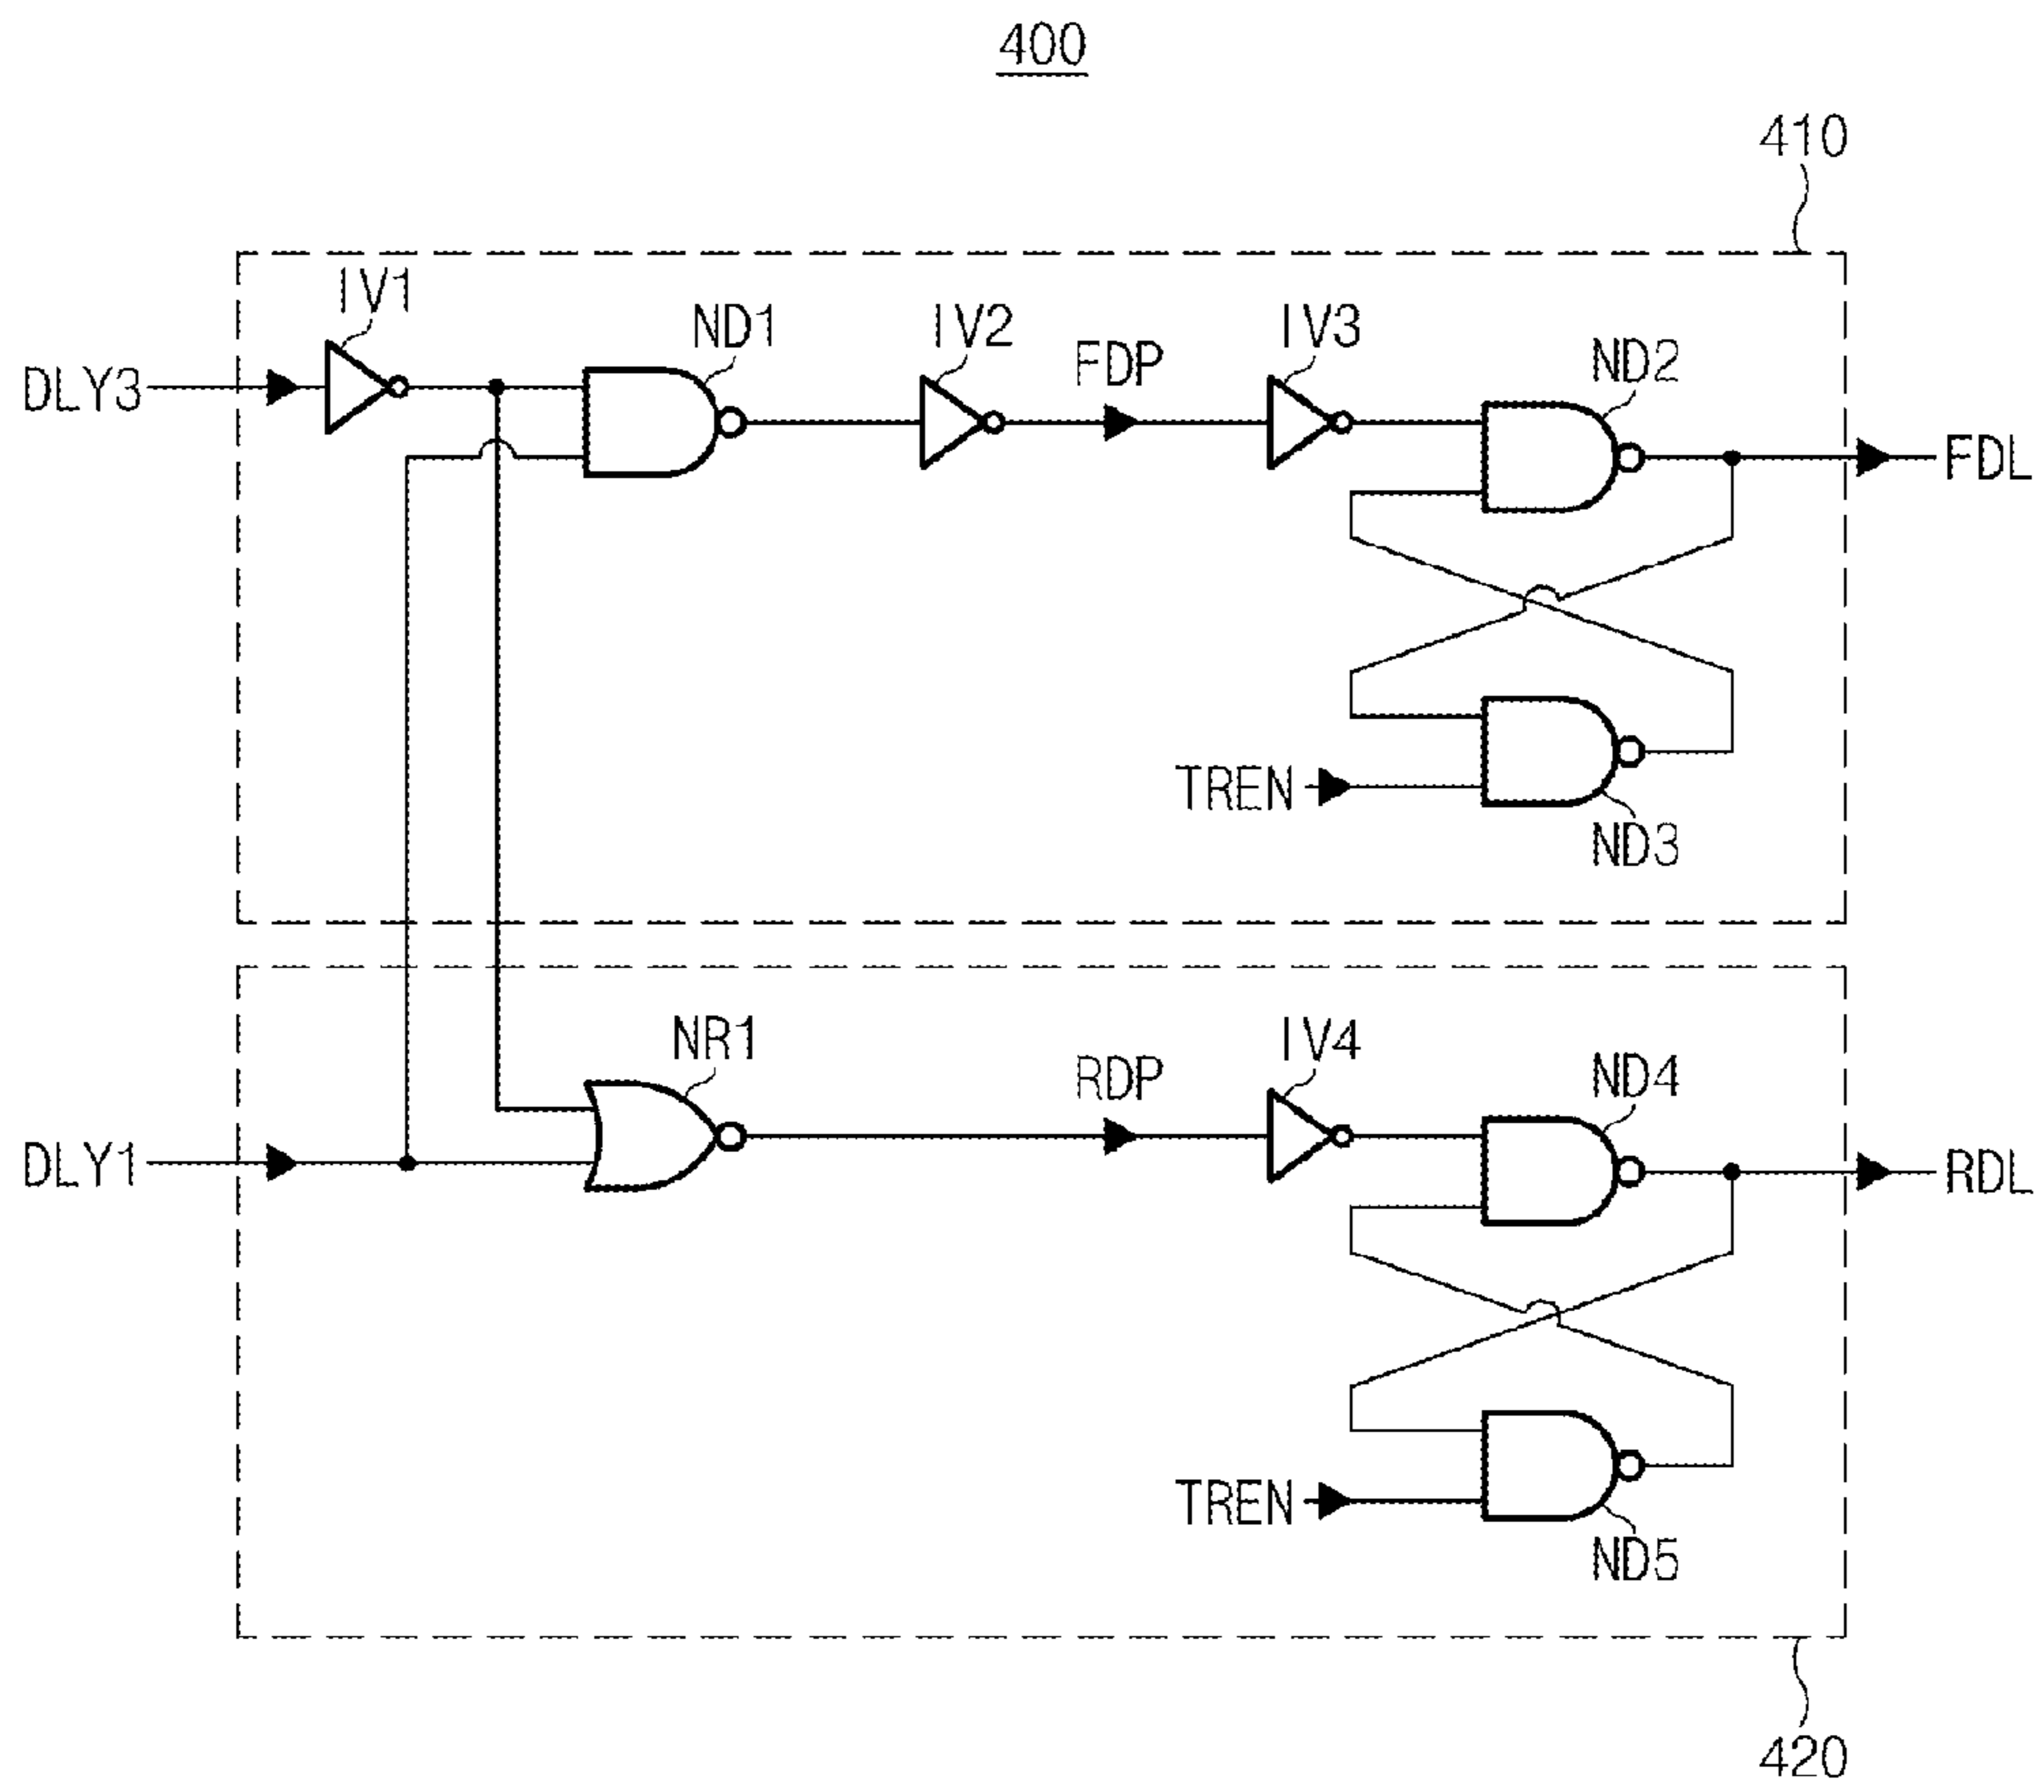 400
410
IV1
ND1
IV2
FDP
IV3
ND2
DLY3
FDL
TREN
ND3
NR1
RDP
IV4
ND4
DLY1
RDL
TREN
ND5
420